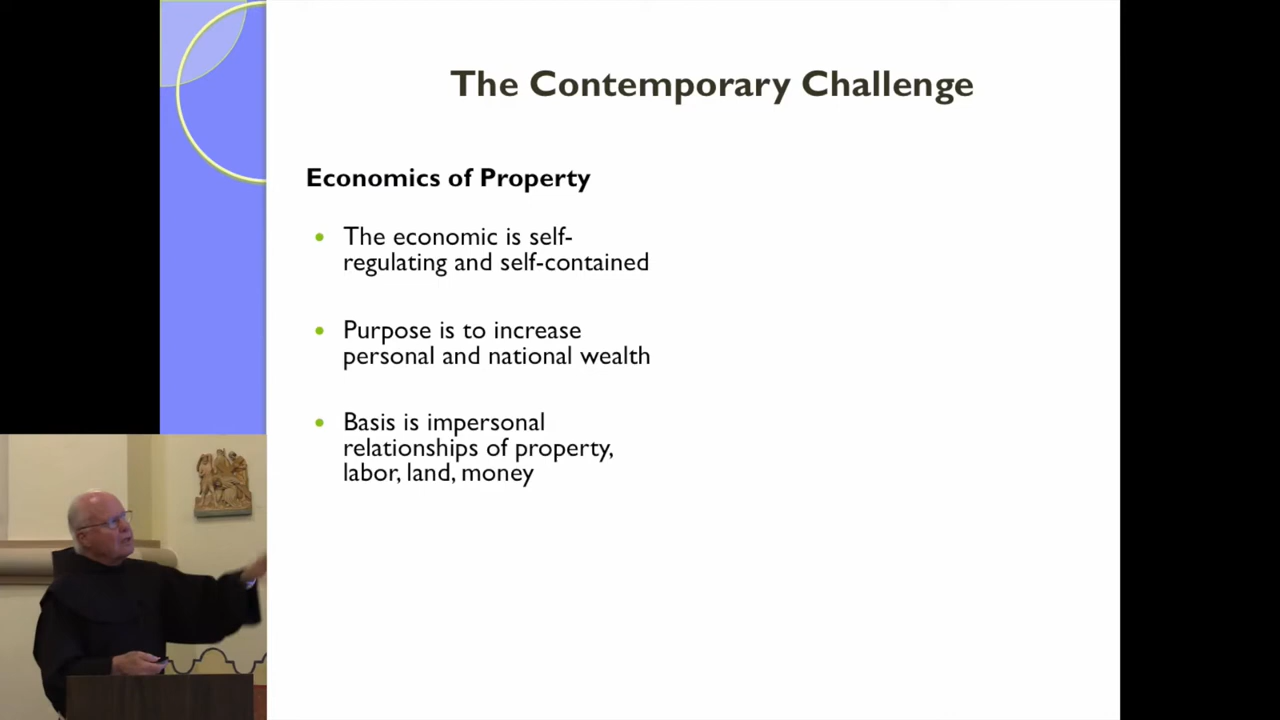 The Contemporary Challenge
Economics of Property
The economic is self-
regulating and self-contained
Purpose is to increase
personal and national wealth
Basis is impersonal
relationships of property,
labor, land, money